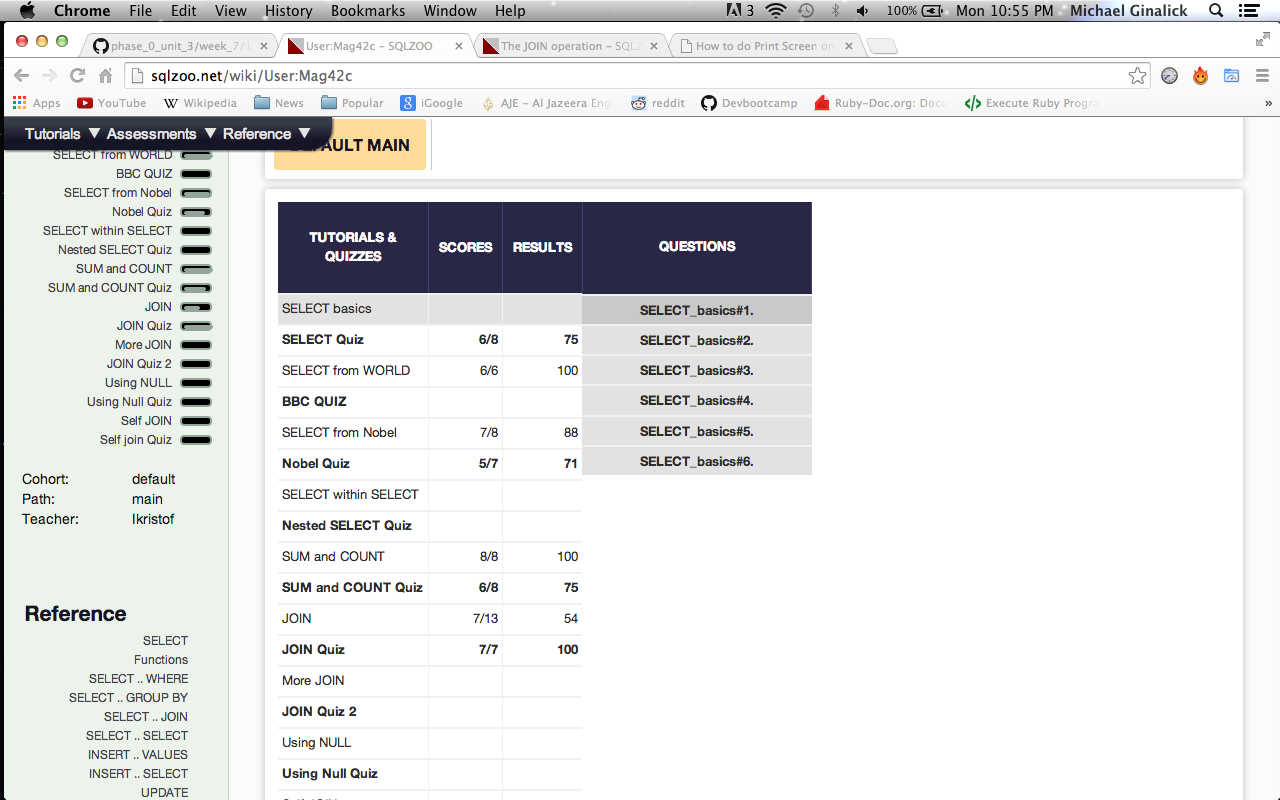 Chrome File Edit View History Bookmarks Window Help 3 100% Mon 10:55 PM Michael Ginalick
phase_0_unit_3/week_7/ User:Mag42c – SQLZOO The JOIN operation – SQLZ How to do Print Screen on
sqlzoo.net/wiki/User:Mag42c
Apps YouTube Wikipedia News Popular iGoogle AJE – Al Jazeera Eng reddit Devbootcamp Ruby-Doc.org: Docu Execute Ruby Progra »
Tutorials ▼ Assessments ▼ Reference ▼
DEFAULT MAIN
SELECT from WORLD
BBC QUIZ
SELECT from Nobel
Nobel Quiz
SELECT within SELECT
Nested SELECT Quiz
SUM and COUNT
SUM and COUNT Quiz
JOIN
JOIN Quiz
More JOIN
JOIN Quiz 2
Using NULL
Using Null Quiz
Self JOIN
Self join Quiz
Cohort: default
Path: main
Teacher: lkristof
Reference
SELECT
Functions
SELECT .. WHERE
SELECT .. GROUP BY
SELECT .. JOIN
SELECT .. SELECT
INSERT .. VALUES
INSERT .. SELECT
UPDATE
TUTORIALS & QUIZZES SCORES RESULTS QUESTIONS
SELECT basics SELECT_basics#1.
SELECT Quiz 6/8 75 SELECT_basics#2.
SELECT from WORLD 6/6 100 SELECT_basics#3.
BBC QUIZ SELECT_basics#4.
SELECT from Nobel 7/8 88 SELECT_basics#5.
Nobel Quiz 5/7 71 SELECT_basics#6.
SELECT within SELECT
Nested SELECT Quiz
SUM and COUNT 8/8 100
SUM and COUNT Quiz 6/8 75
JOIN 7/13 54
JOIN Quiz 7/7 100
More JOIN
JOIN Quiz 2
Using NULL
Using Null Quiz